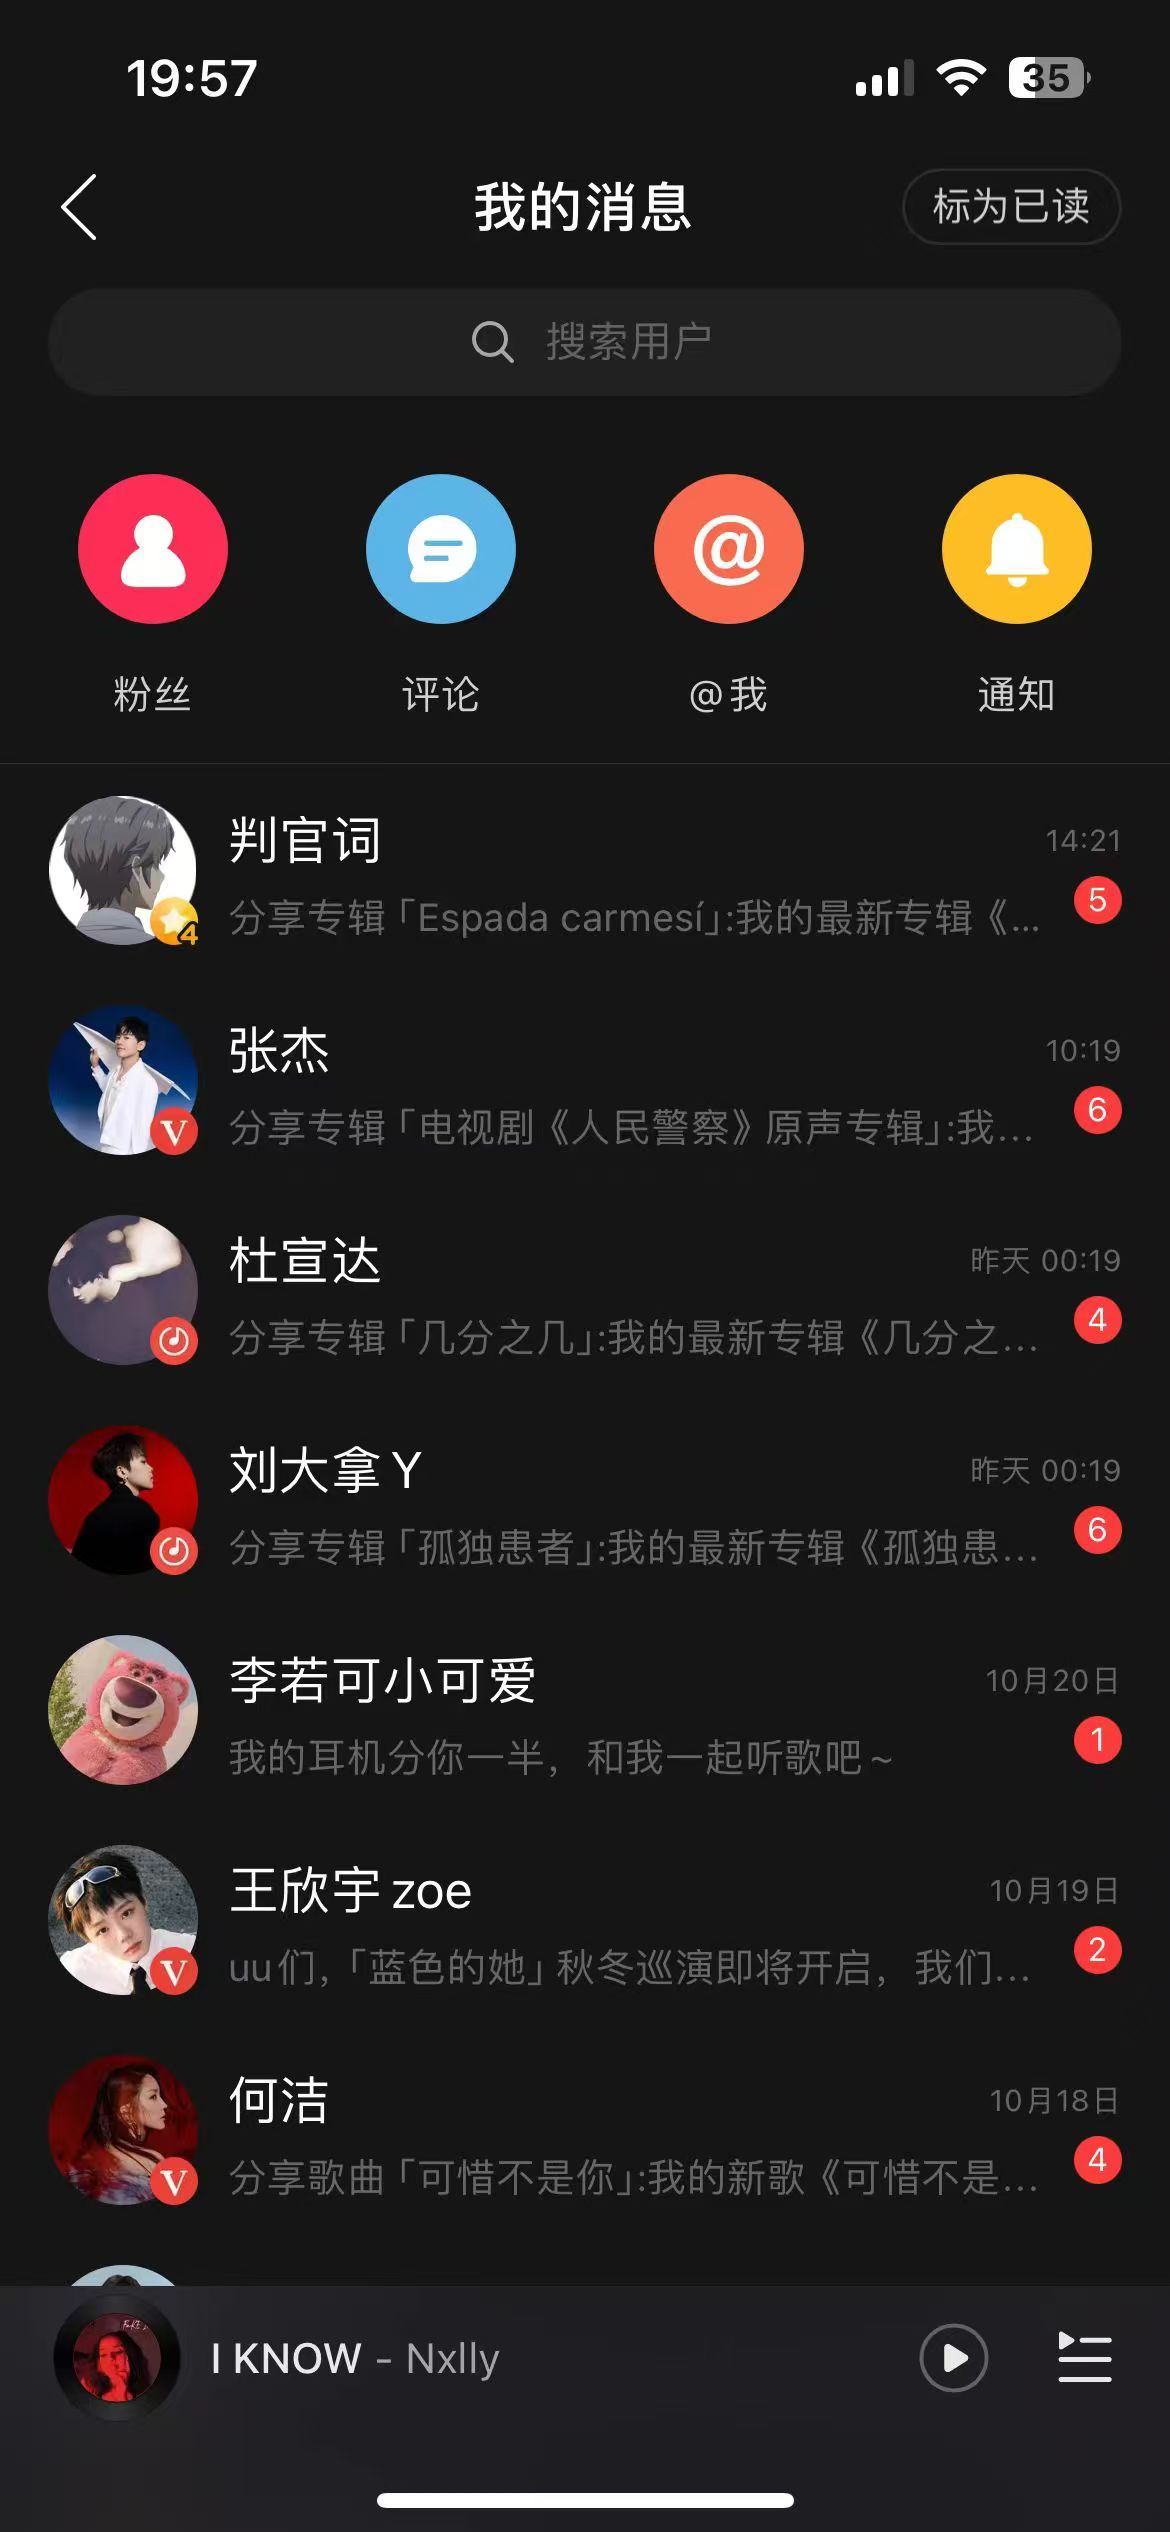 19:57
35
我的消息
标为已读
搜索用户
粉丝
评论
@我
通知
判官词
14:21
分享专辑「Espada carmesí」:我的最新专辑《...
5
张杰
10:19
分享专辑「电视剧《人民警察》原声专辑」:我...
6
杜宣达
昨天 00:19
分享专辑「几分之几」:我的最新专辑《几分之...
4
刘大拿Y
昨天 00:19
分享专辑「孤独患者」:我的最新专辑《孤独患...
6
李若可小可爱
10月20日
我的耳机分你一半，和我一起听歌吧~
1
王欣宇zoe
10月19日
uu们,「蓝色的她」秋冬巡演即将开启，我们...
2
何洁
10月18日
分享歌曲「可惜不是你」:我的新歌《可惜不是...
4
I KNOW - Nxlly